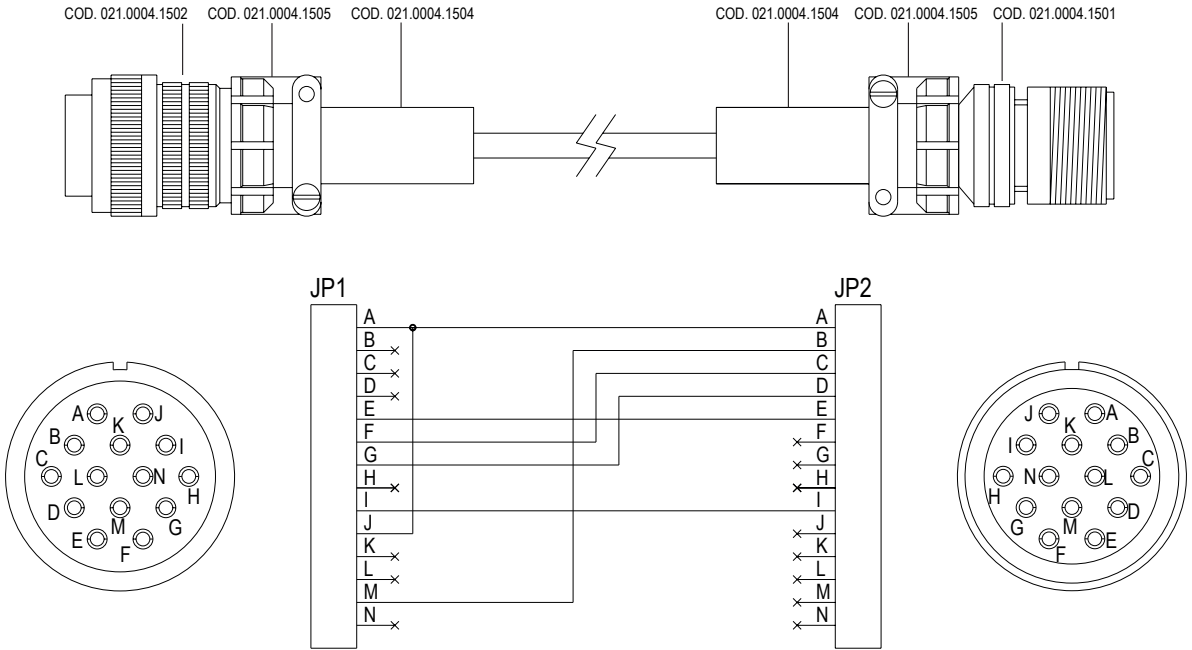 COD. 021.0004.1502 COD. 021.0004.1505 COD. 021.0004.1504 COD. 021.0004.1504 COD. 021.0004.1505 COD. 021.0004.1501
JP1 JP2
A A
B B
C C
D D
E E
F F
G G
H H
I I
J J
K K
L L
M M
N N
A J
K
B I
C
L N
H
D M G
E F
J A
K
I B
C
N L
H
G M D
F E